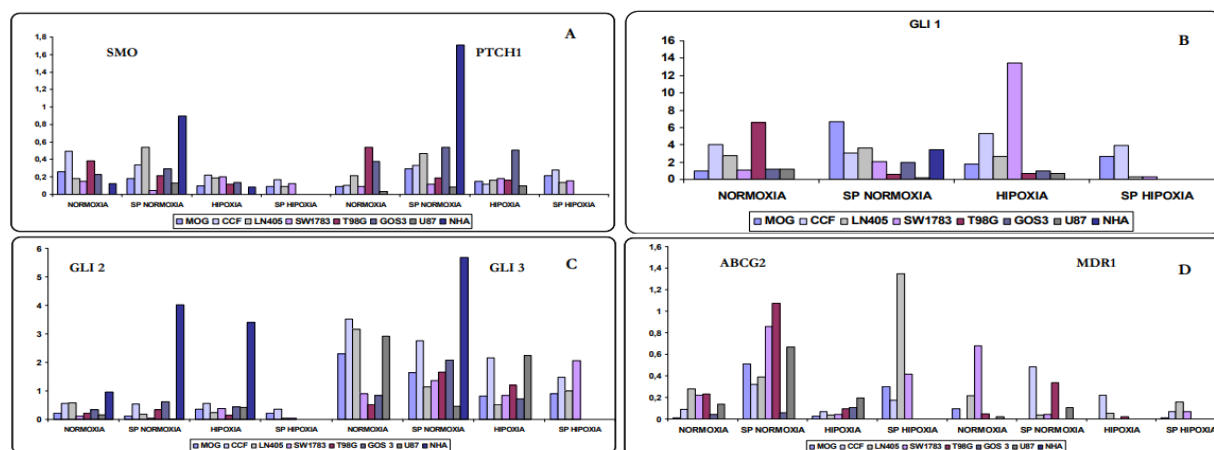 A
SMO PTCH1
1,8
1,6
1,4
1,2
1
0,8
0,6
0,4
0,2
0
NORMOXIA SP NORMOXIA HIPOXIA SP HIPOXIA NORMOXIA SP NORMOXIA HIPOXIA SP HIPOXIA
MOG CCF LN405 SW1783 T98G GOS3 U87 NHA
GLI 1
B
16
14
12
10
8
6
4
2
0
NORMOXIA SP NORMOXIA HIPOXIA SP HIPOXIA
MOG CCF LN405 SW1783 T98G GOS3 U87 NHA
GLI 2 GLI 3 C
6
5
4
3
2
1
0
NORMOXIA SP NORMOXIA HIPOXIA NORMOXIA SP NORMOXIA HIPOXIA SP HIPOXIA
SP HIPOXIA
MOG CCF LN405 SW1783 T98G GOS 3 U87 NHA
ABCG2 MDR1 D
1,6
1,4
1,2
1
0,8
0,6
0,4
0,2
0
NORMOXIA SP NORMOXIA HIPOXIA SP HIPOXIA NORMOXIA SP NORMOXIA HIPOXIA SP HIPOXIA
MOG CCF LN405 SW1783 T98G GOS 3 U87 NHA